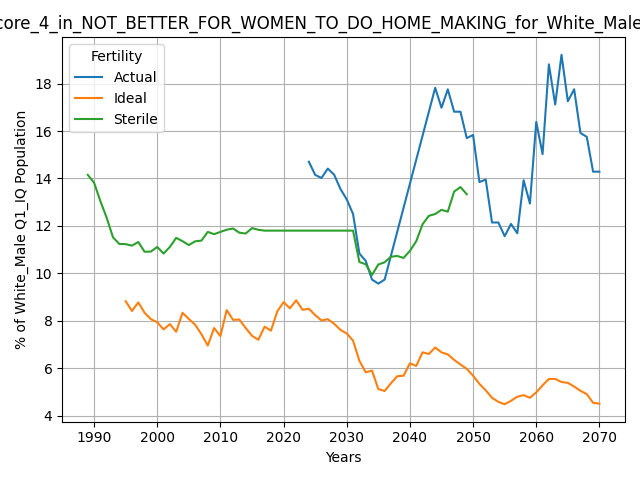 core_4_in_NOT_BETTER_FOR_WOMEN_TO_DO_HOME_MAKING_for_White_Male
Fertility
Actual
Ideal
Sterile
% of White_Male Q1_IQ Population
18
16
14
12
10
8
6
4
1990 2000 2010 2020 2030 2040 2050 2060 2070
Years